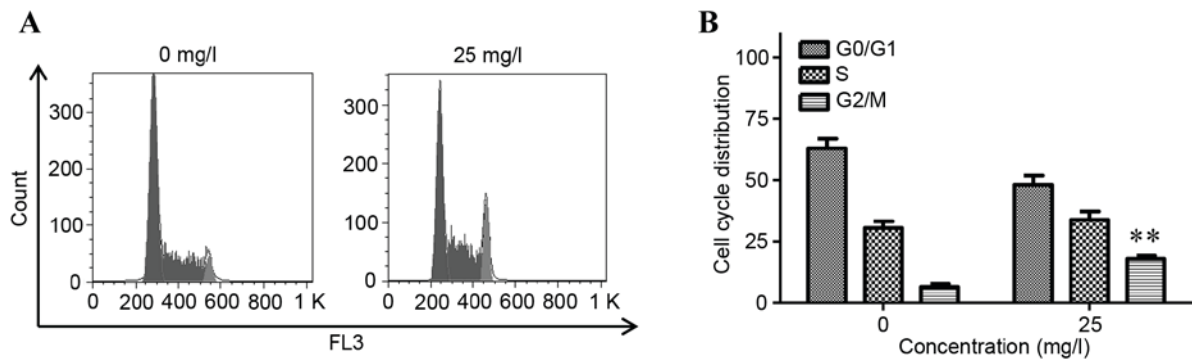 A
0 mg/l
25 mg/l
Count
300
200
100
0
0 200 400 600 800 1 K
300
200
100
0
0 200 400 600 800 1 K
FL3
B
G0/G1
S
G2/M
Cell cycle distribution
100
75
50
25
0
**
0
25
Concentration (mg/l)